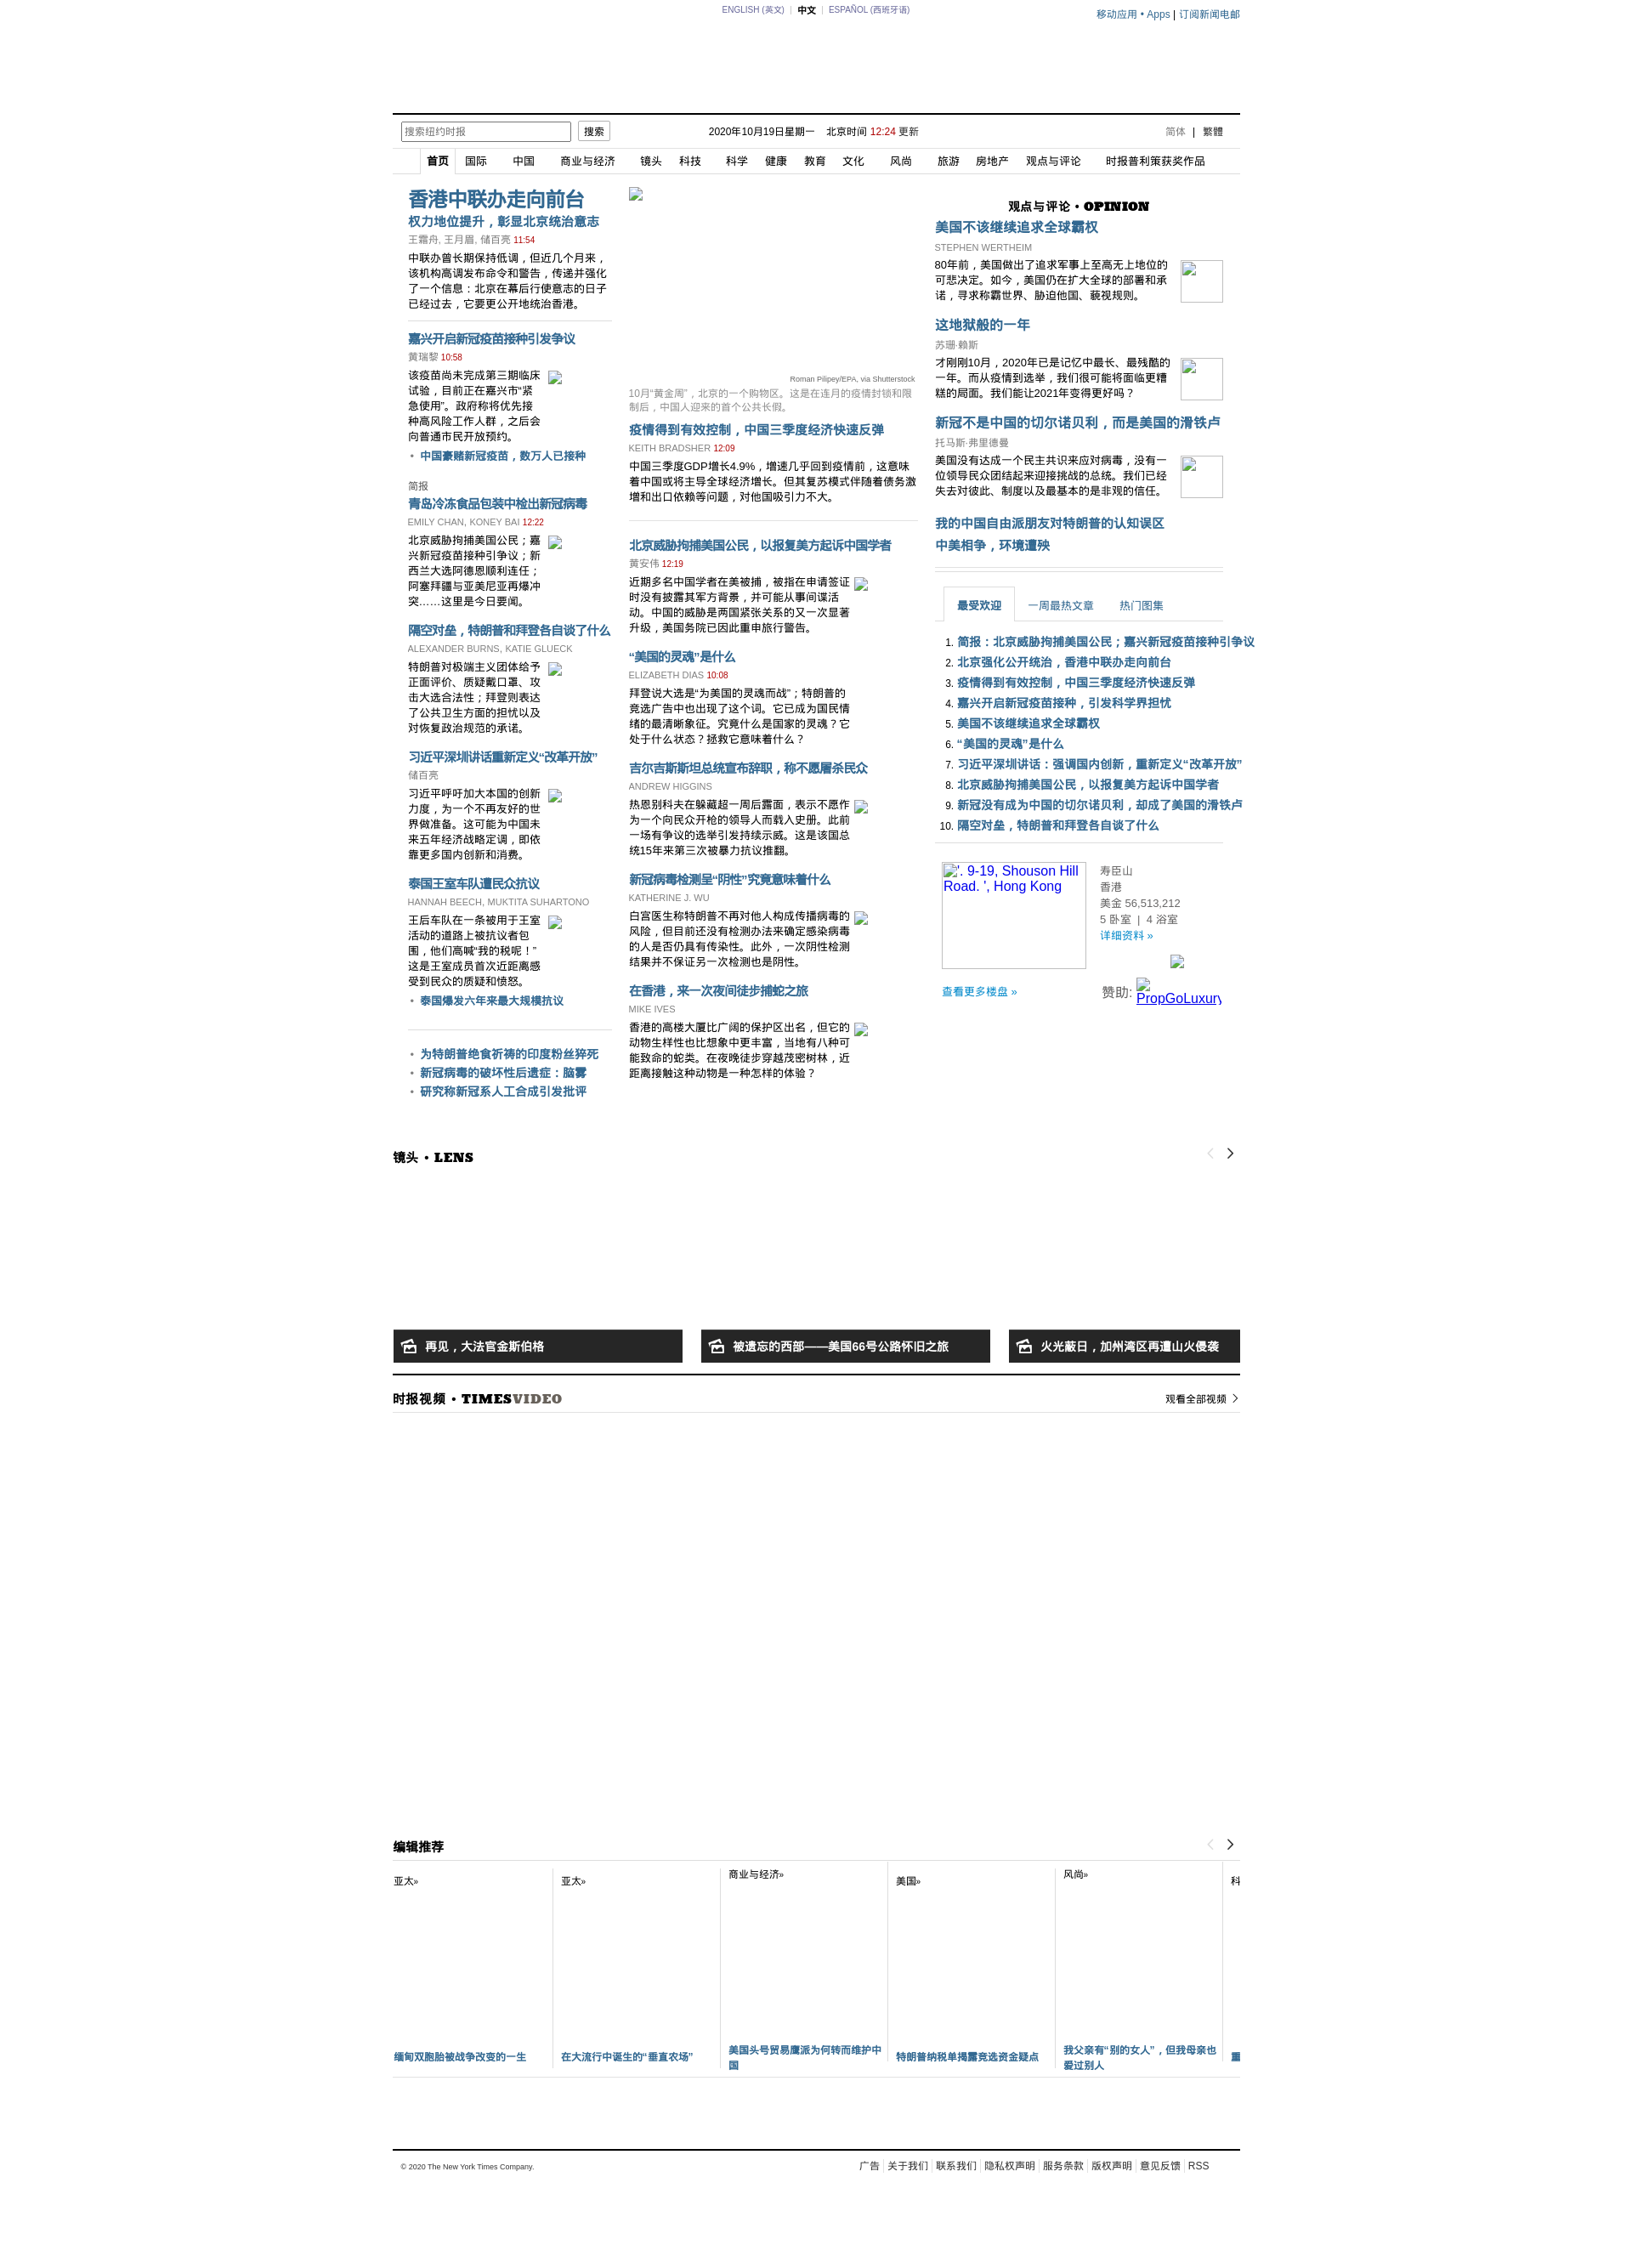 ENGLISH (英文) | 中文 | ESPAÑOL (西班牙语)
移动应用 • Apps | 订阅新闻电邮
搜索纽约时报 搜索 2020年10月19日星期一 北京时间 12:24 更新 简体 | 繁體
首页 国际 中国 商业与经济 镜头 科技 科学 健康 教育 文化 风尚 旅游 房地产 观点与评论 时报普利策获奖作品
香港中联办走向前台
权力地位提升，彰显北京统治意志
王霜舟, 王月眉, 储百亮 11:54
中联办曾长期保持低调，但近几个月来，
该机构高调发布命令和警告，传递并强化
了一个信息：北京在幕后行使意志的日子
已经过去，它要更公开地统治香港。
嘉兴开启新冠疫苗接种引发争议
黄瑞黎 10:58
该疫苗尚未完成第三期临床
试验，目前正在嘉兴市“紧
急使用”。政府称将优先接
种高风险工作人群，之后会
向普通市民开放预约。
• 中国豪赌新冠疫苗，数万人已接种
简报
青岛冷冻食品包装中检出新冠病毒
EMILY CHAN, KONEY BAI 12:22
北京威胁拘捕美国公民；嘉
兴新冠疫苗接种引争议；新
西兰大选阿德恩顺利连任；
阿塞拜疆与亚美尼亚再爆冲
突……这里是今日要闻。
隔空对垒，特朗普和拜登各自谈了什么
ALEXANDER BURNS, KATIE GLUECK
特朗普对极端主义团体给予
正面评价、质疑戴口罩、攻
击大选合法性；拜登则表达
了公共卫生方面的担忧以及
对恢复政治规范的承诺。
习近平深圳讲话重新定义“改革开放”
储百亮
习近平呼吁加大本国的创新
力度，为一个不再友好的世
界做准备。这可能为中国未
来五年经济战略定调，即依
靠更多国内创新和消费。
泰国王室车队遭民众抗议
HANNAH BEECH, MUKTITA SUHARTONO
王后车队在一条被用于王室
活动的道路上被抗议者包
围，他们高喊“我的税呢！”
这是王室成员首次近距离感
受到民众的质疑和愤怒。
• 泰国爆发六年来最大规模抗议
• 为特朗普绝食祈祷的印度粉丝猝死
• 新冠病毒的破坏性后遗症：脑雾
• 研究称新冠系人工合成引发批评
Roman Pilipey/EPA, via Shutterstock
10月“黄金周”，北京的一个购物区。这是在连月的疫情封锁和限
制后，中国人迎来的首个公共长假。
疫情得到有效控制，中国三季度经济快速反弹
KEITH BRADSHER 12:09
中国三季度GDP增长4.9%，增速几乎回到疫情前，这意味
着中国或将主导全球经济增长。但其复苏模式伴随着债务激
增和出口依赖等问题，对他国吸引力不大。
北京威胁拘捕美国公民，以报复美方起诉中国学者
黄安伟 12:19
近期多名中国学者在美被捕，被指在申请签证
时没有披露其军方背景，并可能从事间谍活
动。中国的威胁是两国紧张关系的又一次显著
升级，美国务院已因此重申旅行警告。
“美国的灵魂”是什么
ELIZABETH DIAS 10:08
拜登说大选是“为美国的灵魂而战”；特朗普的
竞选广告中也出现了这个词。它已成为国民情
绪的最清晰象征。究竟什么是国家的灵魂？它
处于什么状态？拯救它意味着什么？
吉尔吉斯斯坦总统宣布辞职，称不愿屠杀民众
ANDREW HIGGINS
热恩别科夫在躲藏超一周后露面，表示不愿作
为一个向民众开枪的领导人而载入史册。此前
一场有争议的选举引发持续示威。这是该国总
统15年来第三次被暴力抗议推翻。
新冠病毒检测呈“阴性”究竟意味着什么
KATHERINE J. WU
白宫医生称特朗普不再对他人构成传播病毒的
风险，但目前还没有检测办法来确定感染病毒
的人是否仍具有传染性。此外，一次阴性检测
结果并不保证另一次检测也是阴性。
在香港，来一次夜间徒步捕蛇之旅
MIKE IVES
香港的高楼大厦比广阔的保护区出名，但它的
动物生样性也比想象中更丰富，当地有八种可
能致命的蛇类。在夜晚徒步穿越茂密树林，近
距离接触这种动物是一种怎样的体验？
观点与评论 • OPINION
美国不该继续追求全球霸权
STEPHEN WERTHEIM
80年前，美国做出了追求军事上至高无上地位的
可悲决定。如今，美国仍在扩大全球的部署和承
诺，寻求称霸世界、胁迫他国、藐视规则。
这地狱般的一年
苏珊·賴斯
才刚刚10月，2020年已是记忆中最长、最残酷的
一年。而从疫情到选举，我们很可能将面临更糟
糕的局面。我们能让2021年变得更好吗？
新冠不是中国的切尔诺贝利，而是美国的滑铁卢
托马斯·弗里德曼
美国没有达成一个民主共识来应对病毒，没有一
位领导民众团结起来迎接挑战的总统。我们已经
失去对彼此、制度以及最基本的是非观的信任。
我的中国自由派朋友对特朗普的认知误区
中美相争，环境遭殃
最受欢迎 一周最热文章 热门图集
1. 简报：北京威胁拘捕美国公民；嘉兴新冠疫苗接种引争议
2. 北京强化公开统治，香港中联办走向前台
3. 疫情得到有效控制，中国三季度经济快速反弹
4. 嘉兴开启新冠疫苗接种，引发科学界担忧
5. 美国不该继续追求全球霸权
6. “美国的灵魂”是什么
7. 习近平深圳讲话：强调国内创新，重新定义“改革开放”
8. 北京威胁拘捕美国公民，以报复美方起诉中国学者
9. 新冠没有成为中国的切尔诺贝利，却成了美国的滑铁卢
10. 隔空对垒，特朗普和拜登各自谈了什么
'. 9-19, Shouson Hill
Road. ', Hong Kong
寿臣山
香港
美金 56,513,212
5 卧室 | 4 浴室
详细资料 »
查看更多楼盘 »
赞助: PropGoLuxury
镜头 • LENS
再见，大法官金斯伯格
被遗忘的西部——美国66号公路怀旧之旅
火光蔽日，加州湾区再遭山火侵袭
时报视频 • TIMESVIDEO
观看全部视频
编辑推荐
亚太» 亚太» 商业与经济» 美国» 风尚» 科
缅甸双胞胎被战争改变的一生
在大流行中诞生的“垂直农场”
美国头号贸易鹰派为何转而维护中
国
特朗普纳税单揭露竞选资金疑点
我父亲有“别的女人”，但我母亲也
爱过别人
重
© 2020 The New York Times Company.
广告 关于我们 联系我们 隐私权声明 服务条款 版权声明 意见反馈 RSS